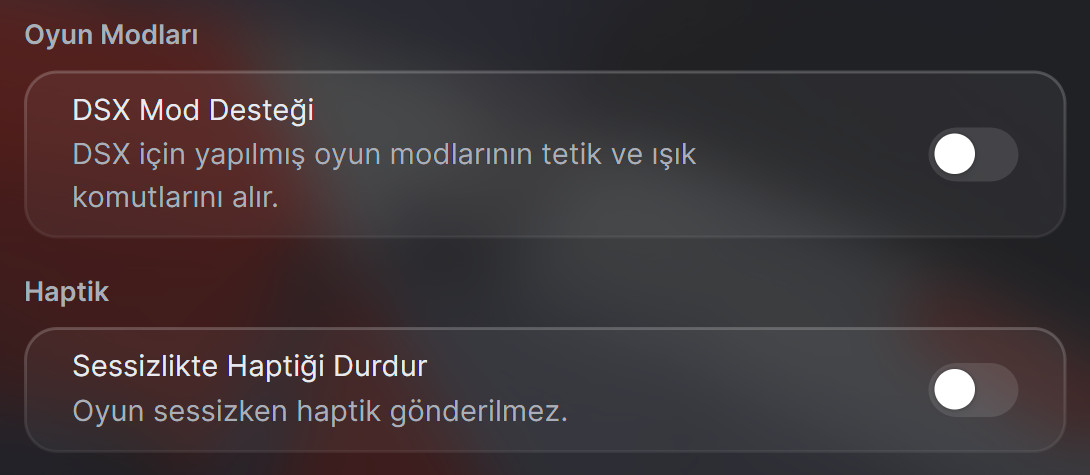 Oyun Modları
DSX Mod Desteği
DSX için yapılmış oyun modlarının tetik ve ışık
komutlarını alır.
Haptik
Sessizlikte Haptiği Durdur
Oyun sessizken haptik gönderilmez.